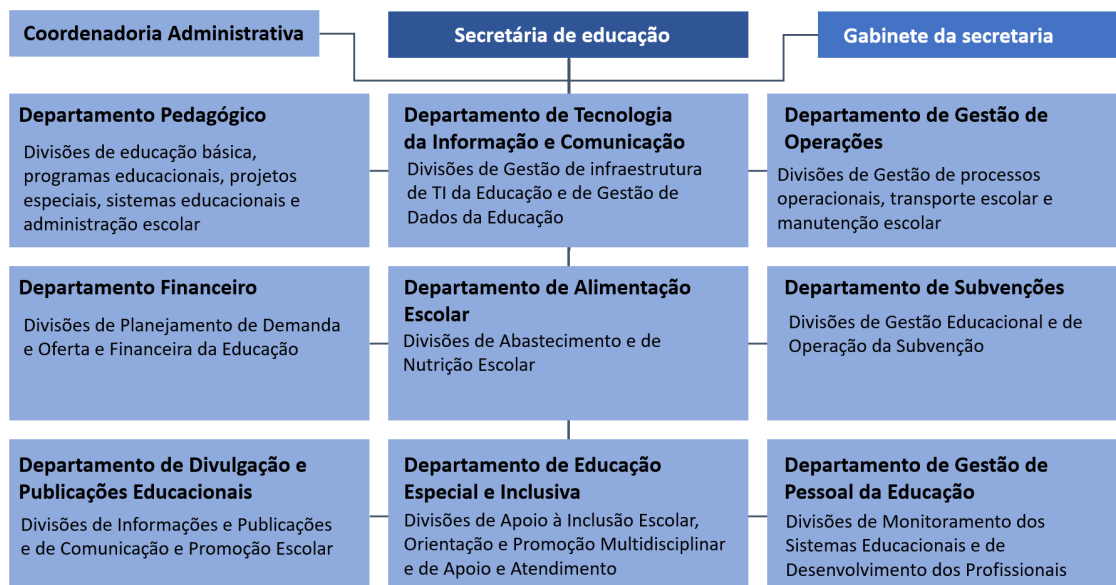 Coordenadoria Administrativa
Secretária de educação
Gabinete da secretaria
Departamento Pedagógico
Divisões de educação básica,
programas educacionais, projetos
especiais, sistemas educacionais e
administração escolar
Departamento de Tecnologia
da Informação e Comunicação
Divisões de Gestão de infraestrutura
de TI da Educação e de Gestão de
Dados da Educação
Departamento de Gestão de
Operações
Divisões de Gestão de processos
operacionais, transporte escolar e
manutenção escolar
Departamento Financeiro
Divisões de Planejamento de Demanda
e Oferta e Financeira da Educação
Departamento de Alimentação
Escolar
Divisões de Abastecimento e de
Nutrição Escolar
Departamento de Subvenções
Divisões de Gestão Educacional e de
Operação da Subvenção
Departamento de Divulgação e
Publicações Educacionais
Divisões de Informações e Publicações
e de Comunicação e Promoção Escolar
Departamento de Educação
Especial e Inclusiva
Divisões de Apoio à Inclusão Escolar,
Orientação e Promoção Multidisciplinar
e de Apoio e Atendimento
Departamento de Gestão de
Pessoal da Educação
Divisões de Monitoramento dos
Sistemas Educacionais e de
Desenvolvimento dos Profissionais